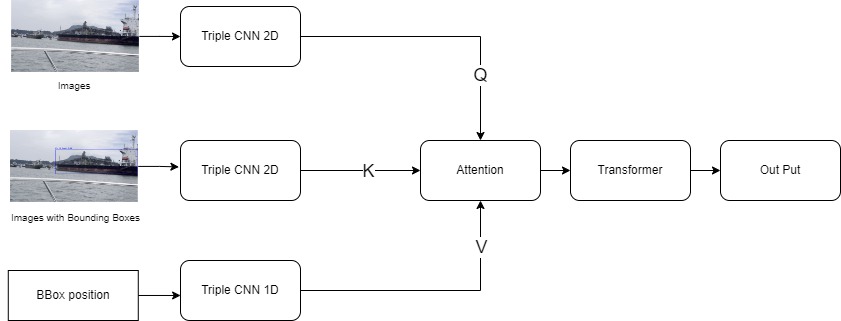 Triple CNN 2D
Images
Q
Triple CNN 2D
K
Attention
Transformer
Out Put
Images with Bounding Boxes
V
BBox position
Triple CNN 1D